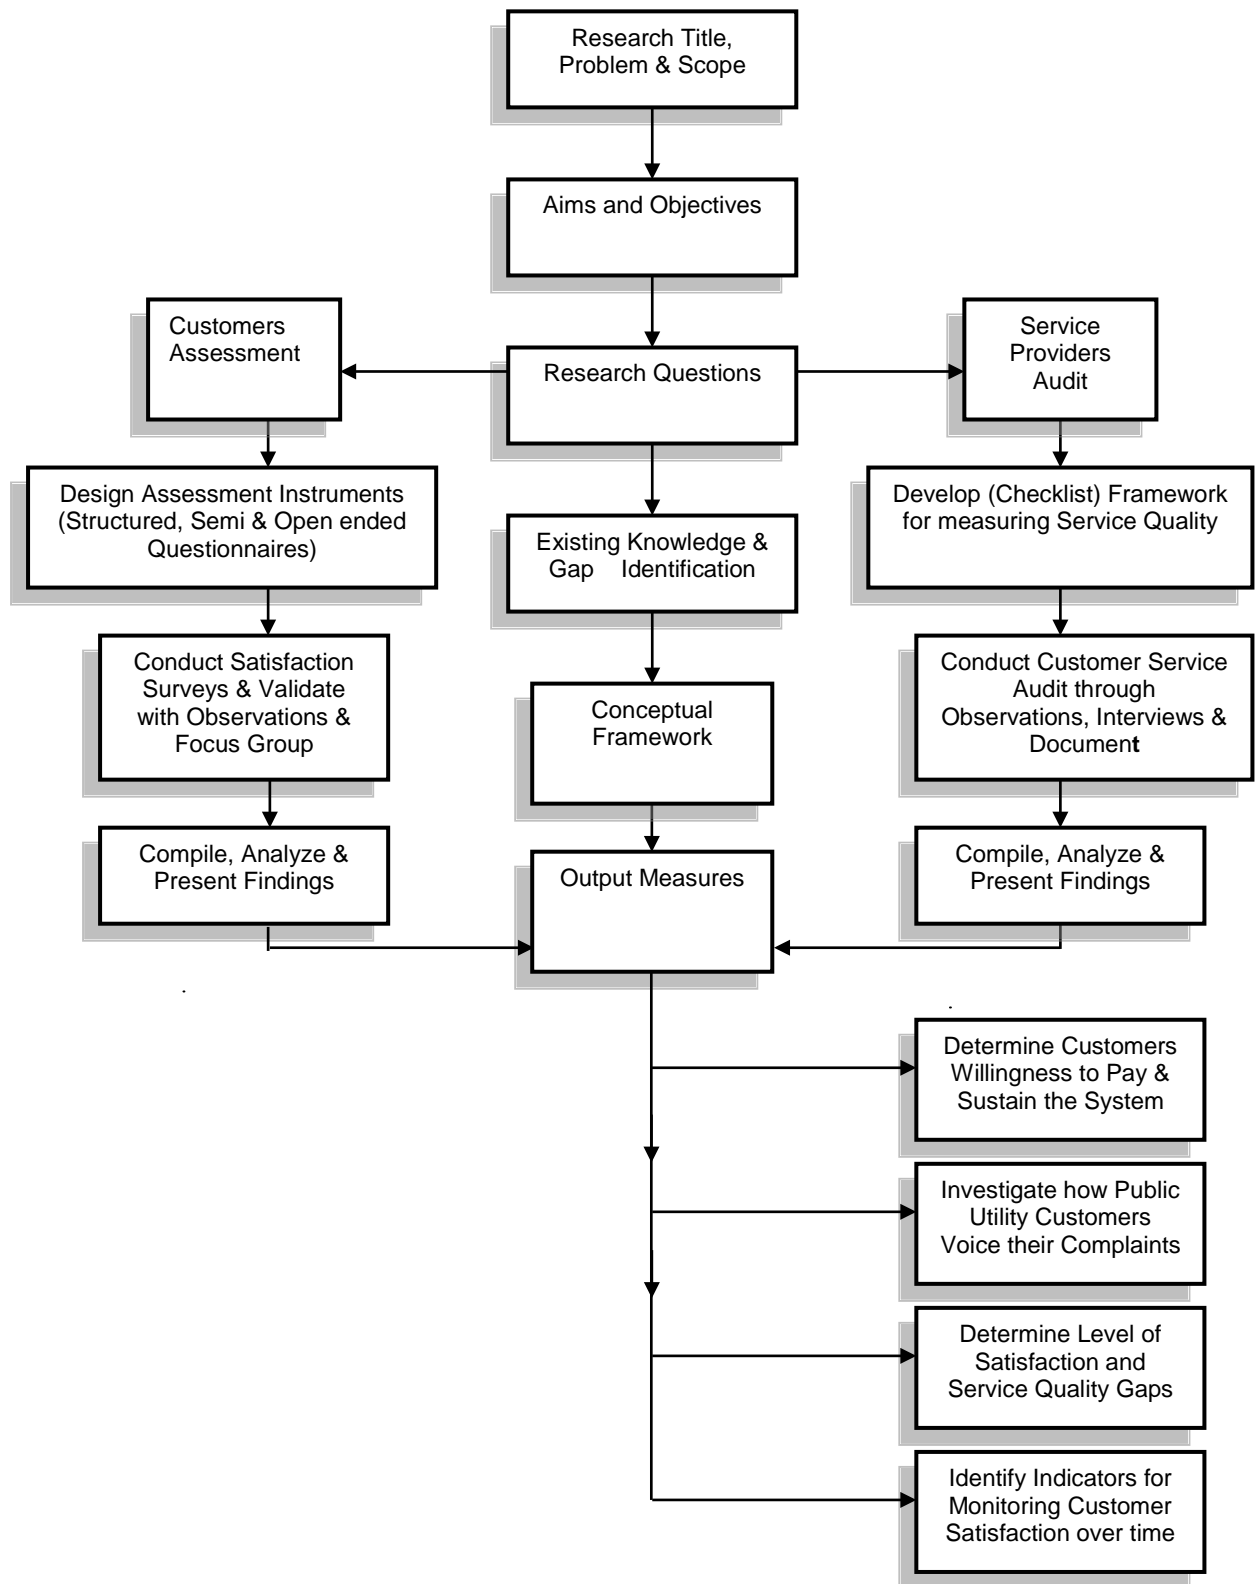 Research Title,
Problem & Scope
Aims and Objectives
Customers
Assessment
Research Questions
Service
Providers
Audit
Design Assessment Instruments
(Structured, Semi & Open ended
Questionnaires)
Existing Knowledge &
Gap Identification
Develop (Checklist) Framework
for measuring Service Quality
Conduct Satisfaction
Surveys & Validate
with Observations &
Focus Group
Conceptual
Framework
Conduct Customer Service
Audit through
Observations, Interviews &
Document
Compile, Analyze &
Present Findings
Output Measures
Compile, Analyze &
Present Findings
Determine Customers
Willingness to Pay &
Sustain the System
Investigate how Public
Utility Customers
Voice their Complaints
Determine Level of
Satisfaction and
Service Quality Gaps
Identify Indicators for
Monitoring Customer
Satisfaction over time